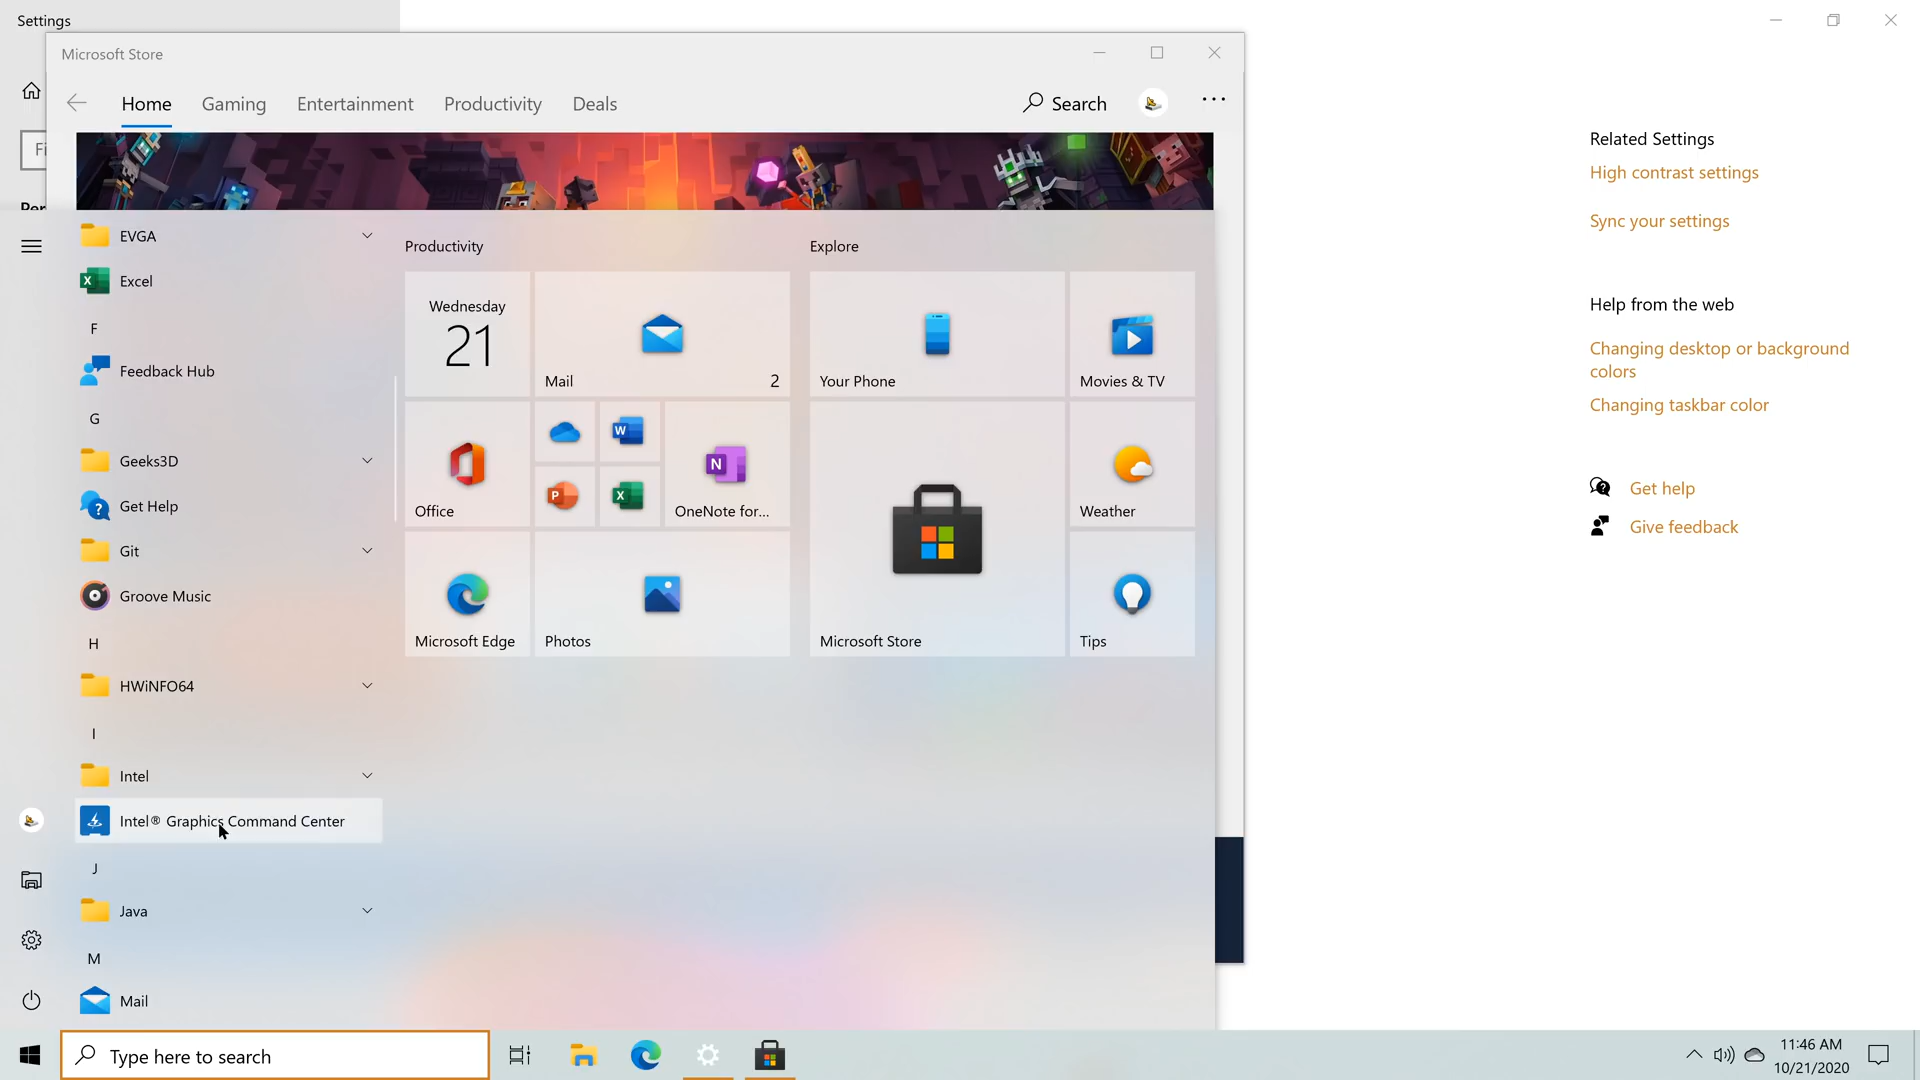 Settings
Microsoft Store
Home
Gaming
Entertainment
Productivity
Deals
Search
Fi
Per
EVGA
Excel
F
Feedback Hub
G
Geeks3D
Get Help
Git
Groove Music
H
HWiNFO64
I
Intel
Intel® Graphics Command Center
J
Java
M
Mail
Productivity
Wednesday
21
Mail
2
Office
W
P
X
N
OneNote for...
Microsoft Edge
Photos
Explore
Your Phone
Movies & TV
Microsoft Store
Weather
Tips
Related Settings
High contrast settings
Sync your settings
Help from the web
Changing desktop or background
colors
Changing taskbar color
Get help
Give feedback
Type here to search
11:46 AM
10/21/2020